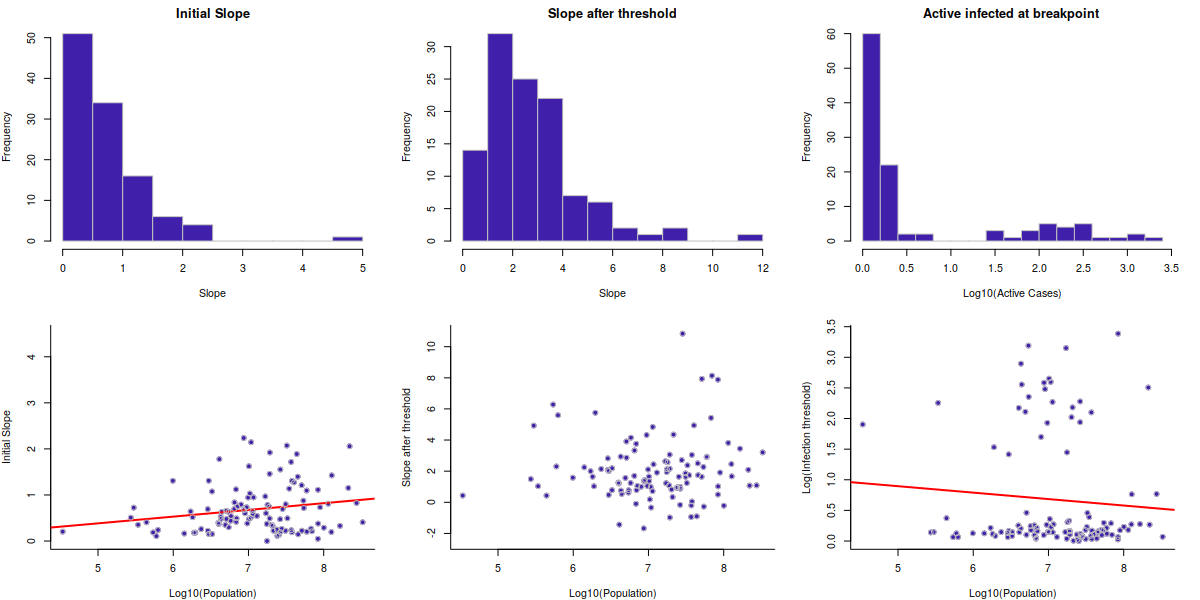 Initial Slope
Frequency
50
40
30
20
10
0
0 1 2 3 4 5
Slope
Slope after threshold
Frequency
30
25
20
15
10
5
0
0 2 4 6 8 10 12
Slope
Active infected at breakpoint
Frequency
60
50
40
30
20
10
0
0.0 0.5 1.0 1.5 2.0 2.5 3.0 3.5
Log10(Active Cases)
Initial Slope
4
3
2
1
0
5 6 7 8
Log10(Population)
Slope after threshold
10
8
6
4
2
0
-2
5 6 7 8
Log10(Population)
Log(Infection threshold)
3.5
3.0
2.5
2.0
1.5
1.0
0.5
0.0
5 6 7 8
Log10(Population)